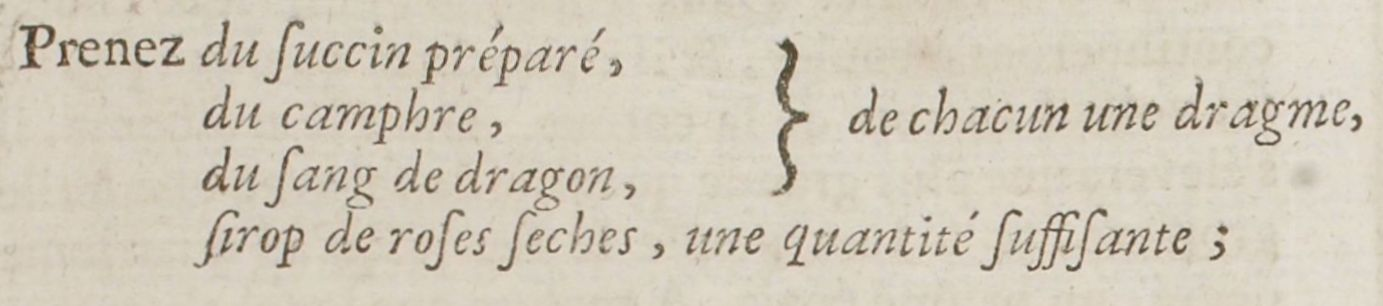 Prenez du ſuccin préparé,
du camphre,
du ſang de dragon,
} de chacun une dragme,
ſirop de roſes ſeches, une quantité ſuffiſante ;